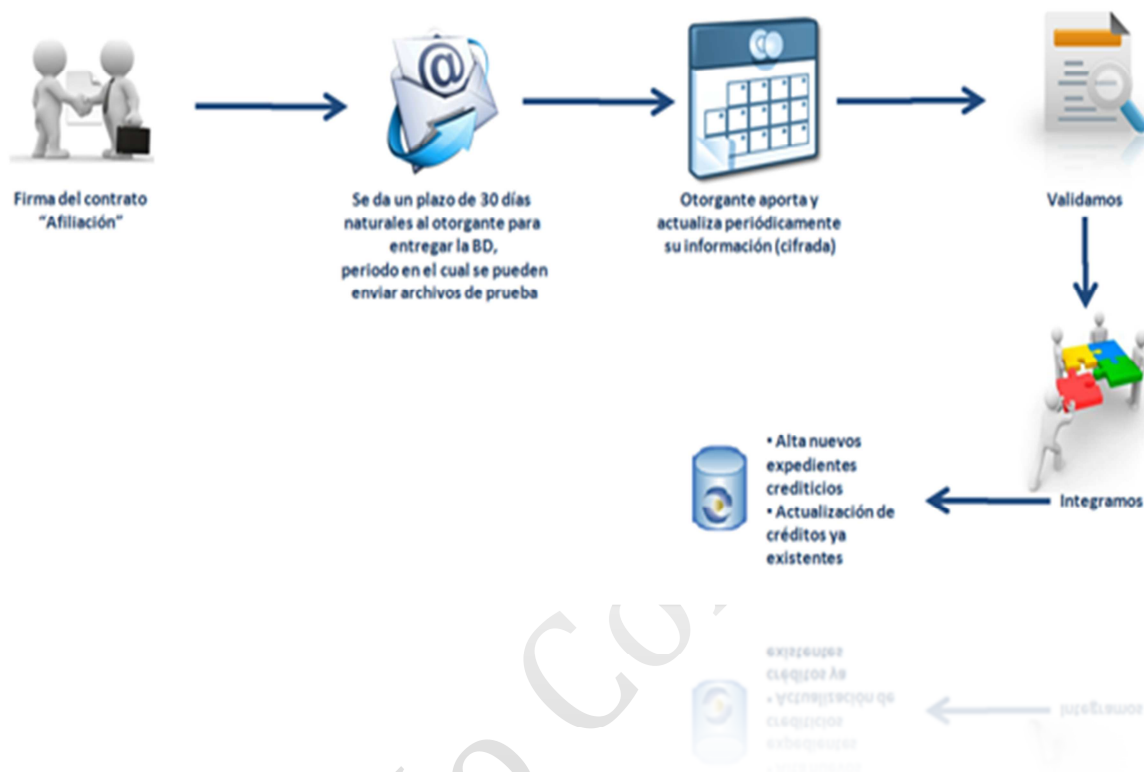 Firma del contrato
“Afiliación”
Se da un plazo de 30 días
naturales al otorgante para
entregar la BD,
periodo en el cual se pueden
enviar archivos de prueba
Otorgante aporta y
actualiza periódicamente
su información (cifrada)
Validamos
Integramos
• Alta nuevos
expedientes
crediticios
• Actualización de
créditos ya
existentes